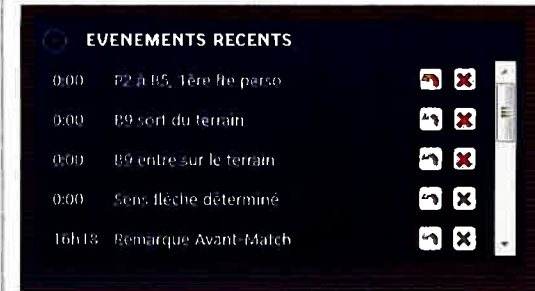 EVENEMENTS RECENTS
0:00 P2 à B5, 1ère fte perso
0:00 B9 sort du terrain
0:00 B9 entre sur le terrain
0:00 Sens flèche déterminé
16h18 Remarque Avant-Match